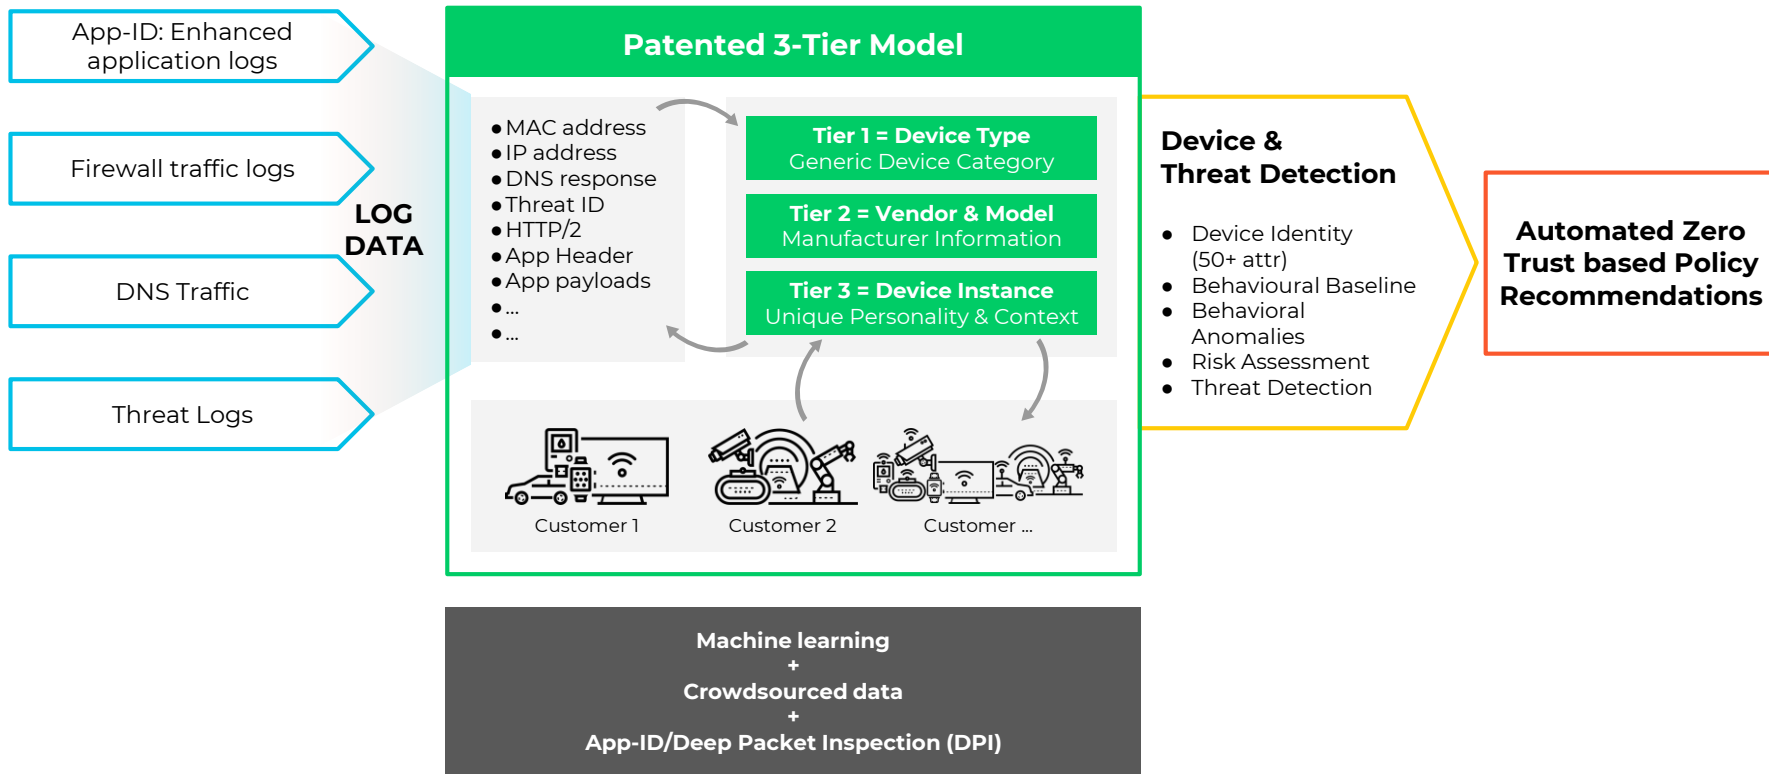 App-ID: Enhanced
application logs
Firewall traffic logs
DNS Traffic
Threat Logs
LOG
DATA
Patented 3-Tier Model
● MAC address
● IP address
● DNS response
● Threat ID
● HTTP/2
● App Header
● App payloads
● ...
● ...
Tier 1 = Device Type
Generic Device Category
Tier 2 = Vendor & Model
Manufacturer Information
Tier 3 = Device Instance
Unique Personality & Context
Customer 1
Customer 2
Customer ...
Machine learning
+
Crowdsourced data
+
App-ID/Deep Packet Inspection (DPI)
Device &
Threat Detection
● Device Identity
(50+ attr)
● Behavioural Baseline
● Behavioral
Anomalies
● Risk Assessment
● Threat Detection
Automated Zero
Trust based Policy
Recommendations